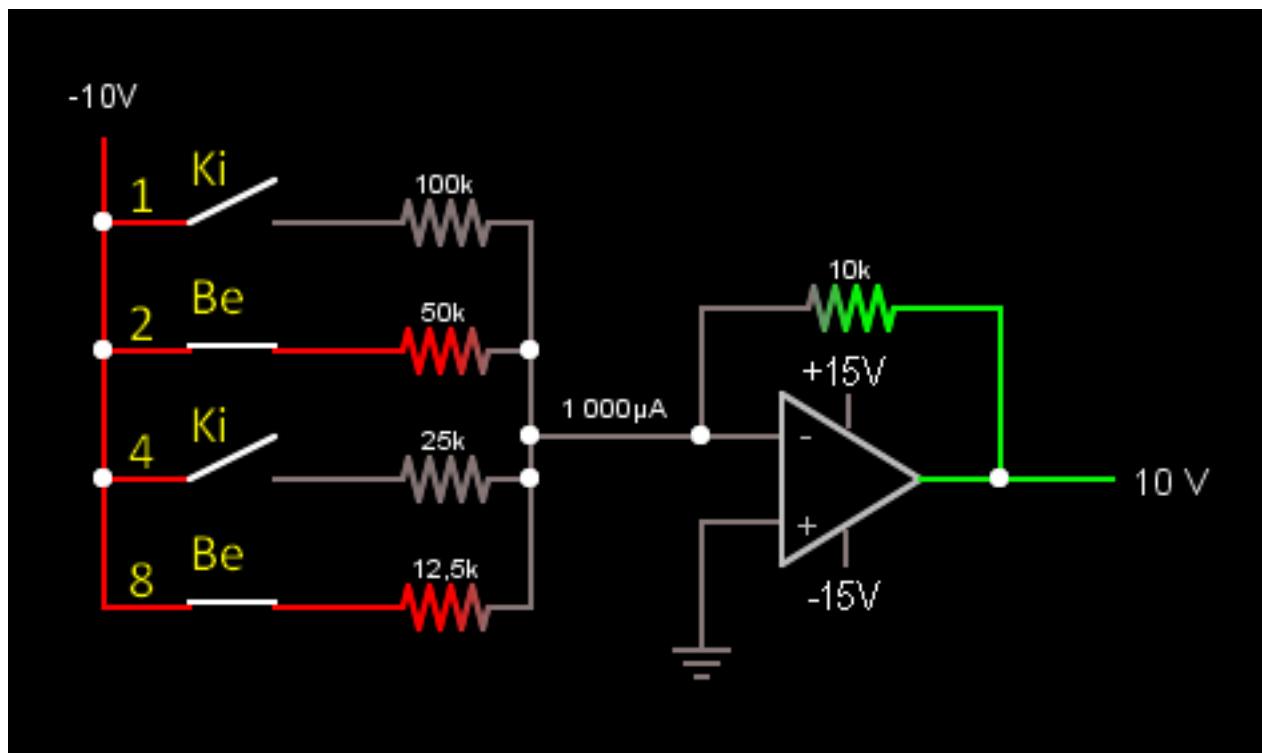 -10V
1 Ki
100k
2 Be
50k
4 Ki
25k
8 Be
12,5k
1 000µA
10k
+15V
-
+
-15V
10 V